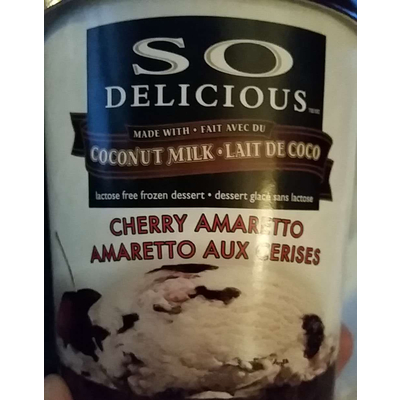 SO
DELICIOUS
MADE WITH • FAIT AVEC DU
COCONUT MILK • LAIT DE COCO
lactose free frozen dessert • dessert glacé sans lactose
CHERRY AMARETTO
AMARETTO AUX CERISES